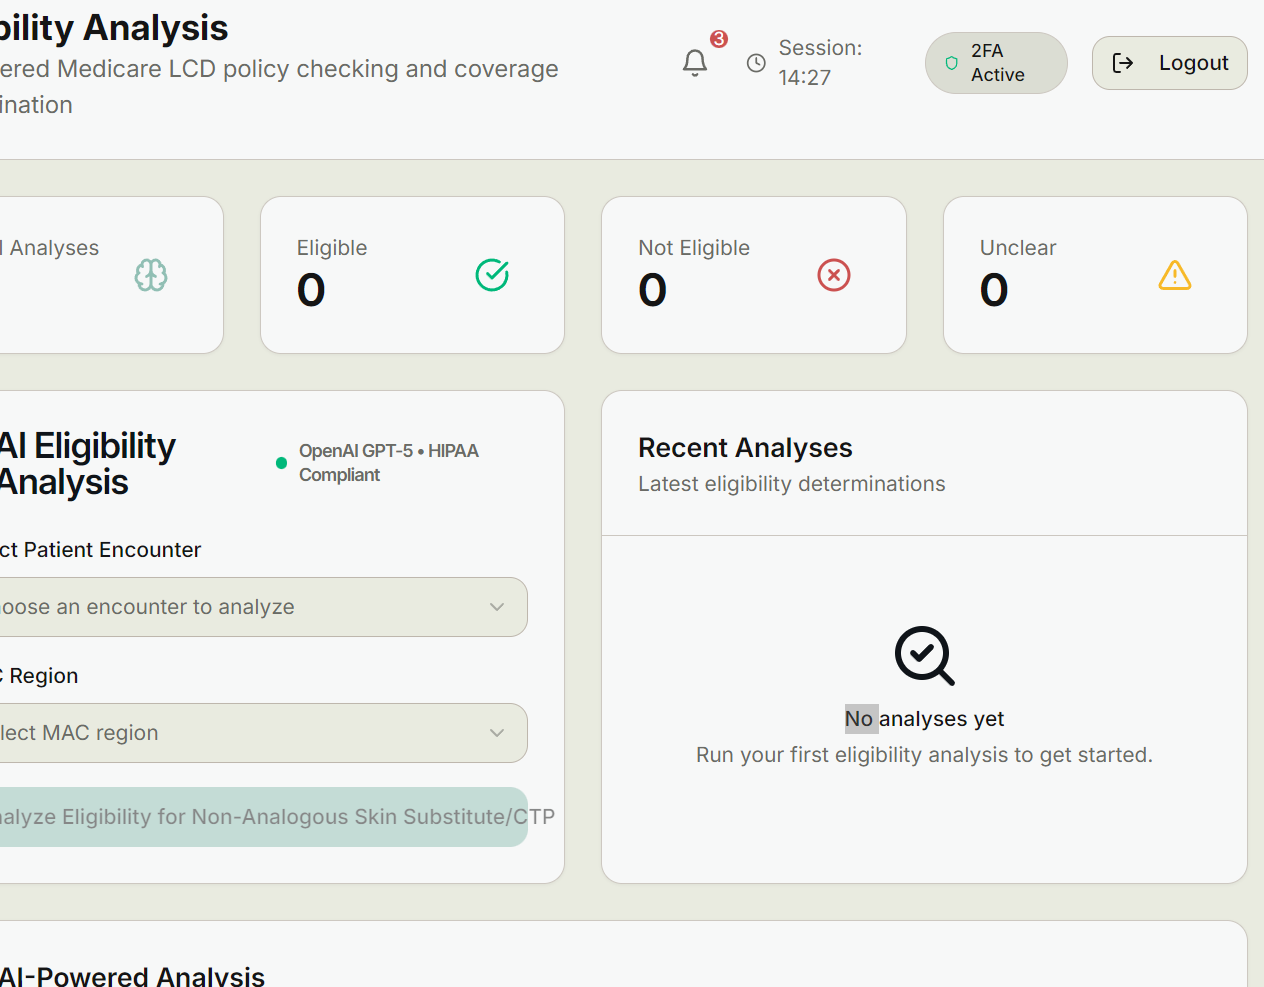 bility Analysis
ered Medicare LCD policy checking and coverage
ination
3
Session:
14:27
2FA
Active
Logout
l Analyses
Eligible
0
Not Eligible
0
Unclear
0
AI Eligibility
Analysis
OpenAI GPT-5 • HIPAA
Compliant
ct Patient Encounter
oose an encounter to analyze
C Region
lect MAC region
nalyze Eligibility for Non-Analogous Skin Substitute/CTP
Recent Analyses
Latest eligibility determinations
No analyses yet
Run your first eligibility analysis to get started.
AI-Powered Analysis